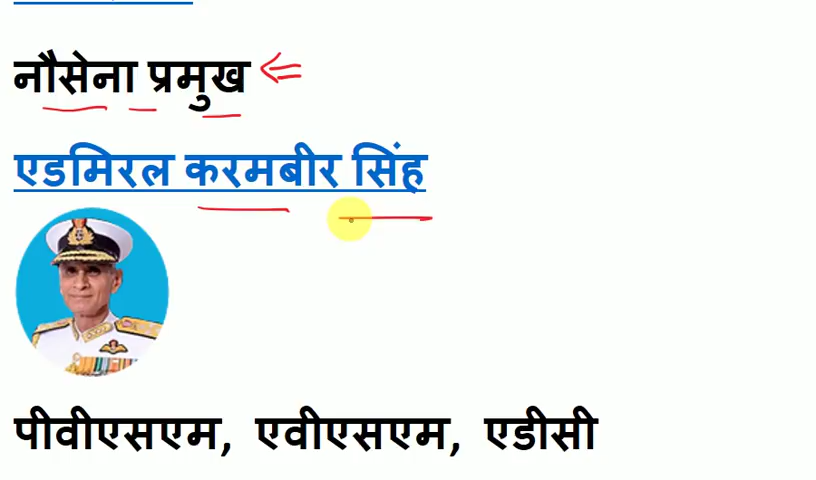 नौसेना प्रमुख
एडमिरल करमबीर सिंह
पीवीएसएम, एवीएसएम, एडीसी